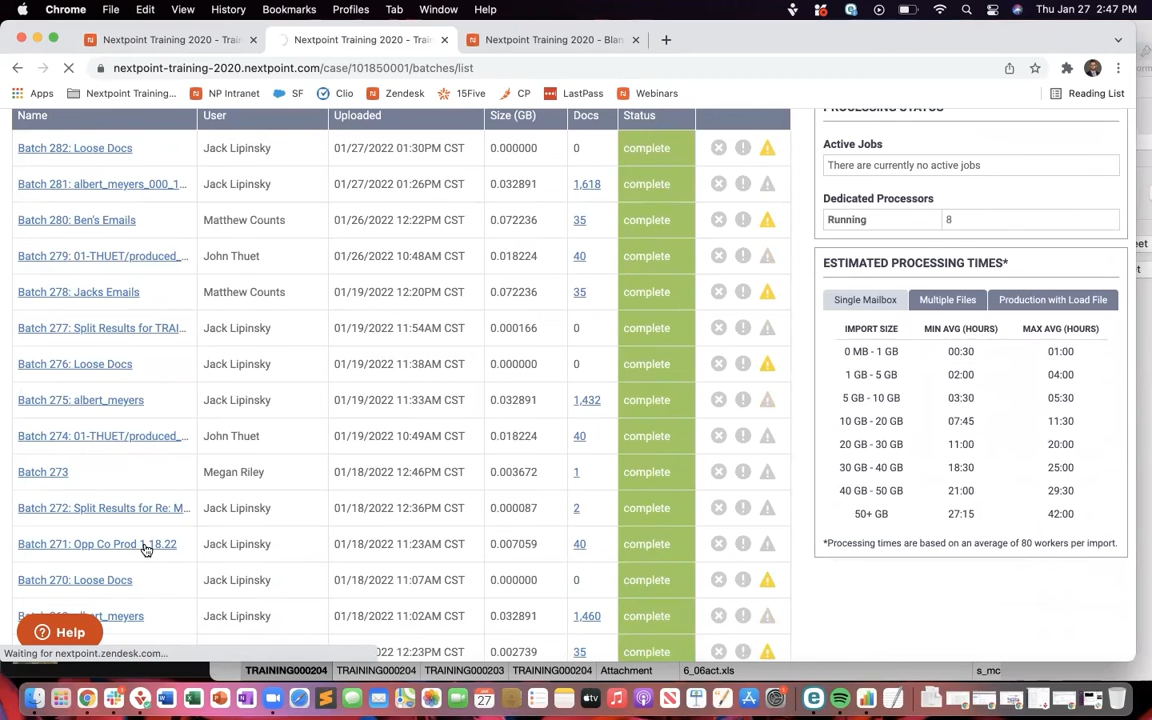 Chrome File Edit View History Bookmarks Profiles Tab Window Help Thu Jan 27 2:47 PM
Nextpoint Training 2020 - Trai Nextpoint Training 2020 - Trai Nextpoint Training 2020 - Blan
nextpoint-training-2020.nextpoint.com/case/101850001/batches/list
Apps Nextpoint Training... NP Intranet SF Clio Zendesk 15Five CP LastPass Webinars Reading List
Name User Uploaded Size (GB) Docs Status
Batch 282: Loose Docs Jack Lipinsky 01/27/2022 01:30PM CST 0.000000 0 complete
Batch 281: albert_meyers_000_1... Jack Lipinsky 01/27/2022 01:26PM CST 0.032891 1,618 complete
Batch 280: Ben's Emails Matthew Counts 01/26/2022 12:22PM CST 0.072236 35 complete
Batch 279: 01-THUET/produced_... John Thuet 01/26/2022 10:48AM CST 0.018224 40 complete
Batch 278: Jacks Emails Matthew Counts 01/19/2022 12:20PM CST 0.072236 35 complete
Batch 277: Split Results for TRAI... Jack Lipinsky 01/19/2022 11:54AM CST 0.000166 0 complete
Batch 276: Loose Docs Jack Lipinsky 01/19/2022 11:38AM CST 0.000000 0 complete
Batch 275: albert_meyers Jack Lipinsky 01/19/2022 11:33AM CST 0.032891 1,432 complete
Batch 274: 01-THUET/produced_... John Thuet 01/19/2022 10:49AM CST 0.018224 40 complete
Batch 273 Megan Riley 01/18/2022 12:46PM CST 0.003672 1 complete
Batch 272: Split Results for Re: M... Jack Lipinsky 01/18/2022 12:36PM CST 0.000087 2 complete
Batch 271: Opp Co Prod 1.18.22 Jack Lipinsky 01/18/2022 11:23AM CST 0.007059 40 complete
Batch 270: Loose Docs Jack Lipinsky 01/18/2022 11:07AM CST 0.000000 0 complete
Jack Lipinsky 01/18/2022 11:02AM CST 0.032891 1,460 complete
12:23PM CST 0.002739 35 complete
PROCESSING STATUS
Active Jobs
There are currently no active jobs
Dedicated Processors
Running 8
ESTIMATED PROCESSING TIMES*
Single Mailbox Multiple Files Production with Load File
IMPORT SIZE MIN AVG (HOURS) MAX AVG (HOURS)
0 MB - 1 GB 00:30 01:00
1 GB - 5 GB 02:00 04:00
5 GB - 10 GB 03:30 05:30
10 GB - 20 GB 07:45 11:30
20 GB - 30 GB 11:00 20:00
30 GB - 40 GB 18:30 25:00
40 GB - 50 GB 21:00 29:30
50+ GB 27:15 42:00
*Processing times are based on an average of 80 workers per import.
Help
Waiting for nextpoint.zendesk.com...
TRAINING000204 TRAINING000204 TRAINING000203 TRAINING000204 Attachment 6_06act.xls s_mc